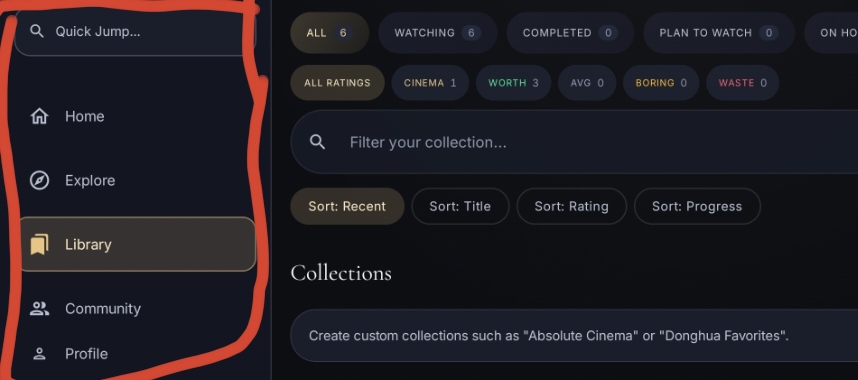 Quick Jump...
Home
Explore
Library
Community
Profile
ALL 6 WATCHING 6 COMPLETED 0 PLAN TO WATCH 0 ON HO
ALL RATINGS CINEMA 1 WORTH 3 AVG 0 BORING 0 WASTE 0
Filter your collection...
Sort: Recent Sort: Title Sort: Rating Sort: Progress
Collections
Create custom collections such as "Absolute Cinema" or "Donghua Favorites".